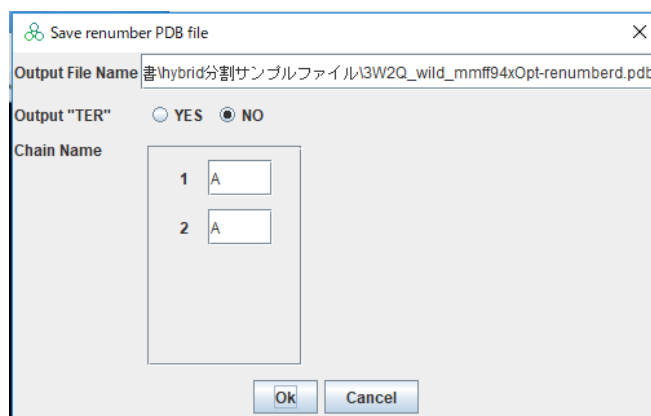 Save renumber PDB file
Output File Name 書\hybrid分割サンプルファイル\3W2Q_wild_mmff94xOpt-renumberd.pdb
Output "TER" YES NO
Chain Name
1 A
2 A
Ok Cancel